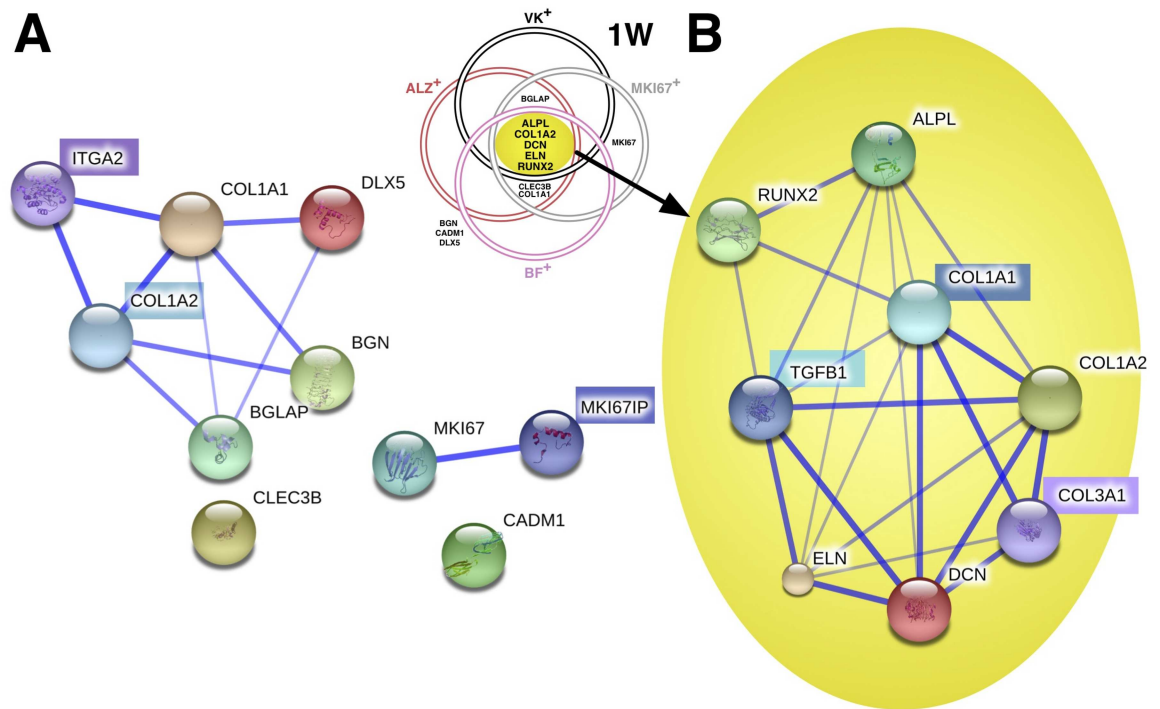 A
VK+
1W
B
ALZ+
MKI67+
BGLAP
ALPL
COL1A2
DCN
ELN
RUNX2
MKI67
CLEC3B
COL1A1
BGN
CADM1
DLX5
BF+
ITGA2
COL1A1
DLX5
COL1A2
BGN
BGLAP
CLEC3B
MKI67
MKI67IP
CADM1
ALPL
RUNX2
COL1A1
TGFB1
COL1A2
COL3A1
ELN
DCN